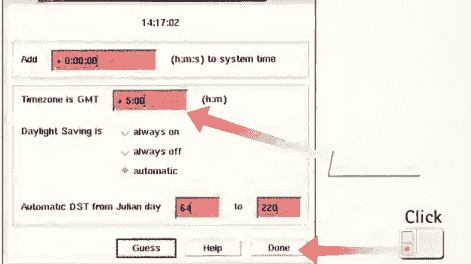 14:17:02
Add + 0:00:00 (h:m:s) to system time
Timezone is GMT + 5:00 (h:m)
Daylight Saving is always on
always off
automatic
Automatic DST from Julian day 64 to 220
Click
Guess Help Done